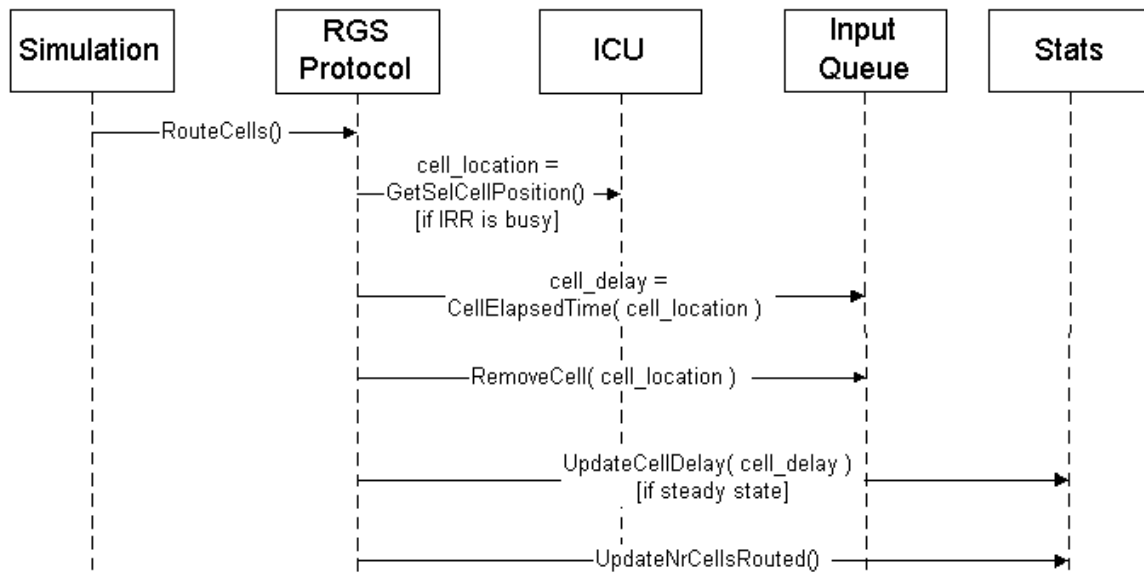 Simulation
RGS
Protocol
ICU
Input
Queue
Stats
RouteCells()
cell_location =
GetSelCellPosition()
[if IRR is busy]
cell_delay =
CellElapsedTime( cell_location )
RemoveCell( cell_location )
UpdateCellDelay( cell_delay )
[if steady state]
UpdateNrCellsRouted()